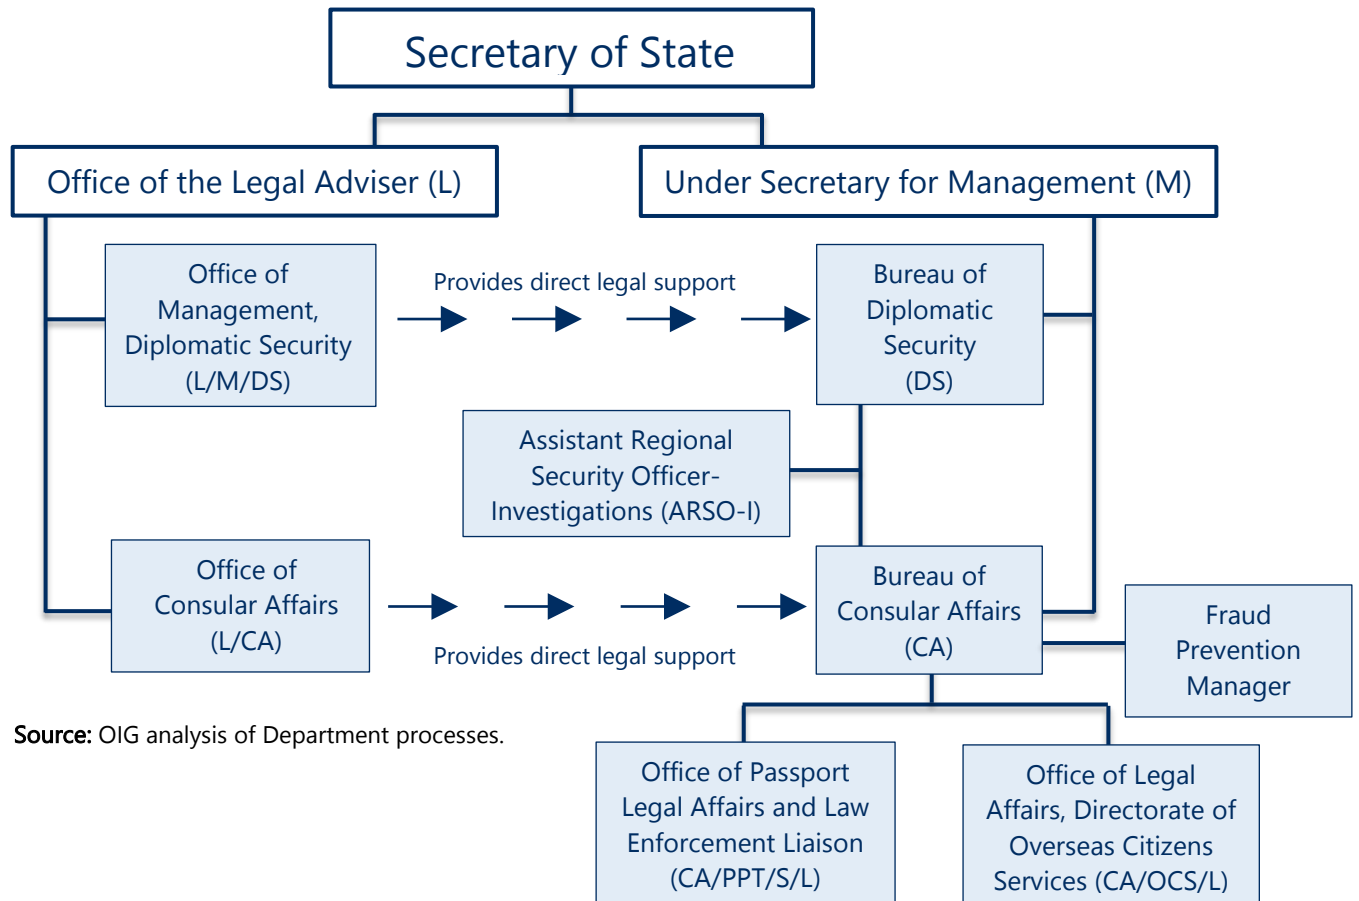 Secretary of State
Office of the Legal Adviser (L)
Under Secretary for Management (M)
Office of
Management,
Diplomatic Security
(L/M/DS)
Provides direct legal support
Bureau of
Diplomatic
Security
(DS)
Assistant Regional
Security Officer-
Investigations (ARSO-I)
Office of
Consular Affairs
(L/CA)
Provides direct legal support
Bureau of
Consular Affairs
(CA)
Fraud
Prevention
Manager
Source: OIG analysis of Department processes.
Office of Passport
Legal Affairs and Law
Enforcement Liaison
(CA/PPT/S/L)
Office of Legal
Affairs, Directorate of
Overseas Citizens
Services (CA/OCS/L)